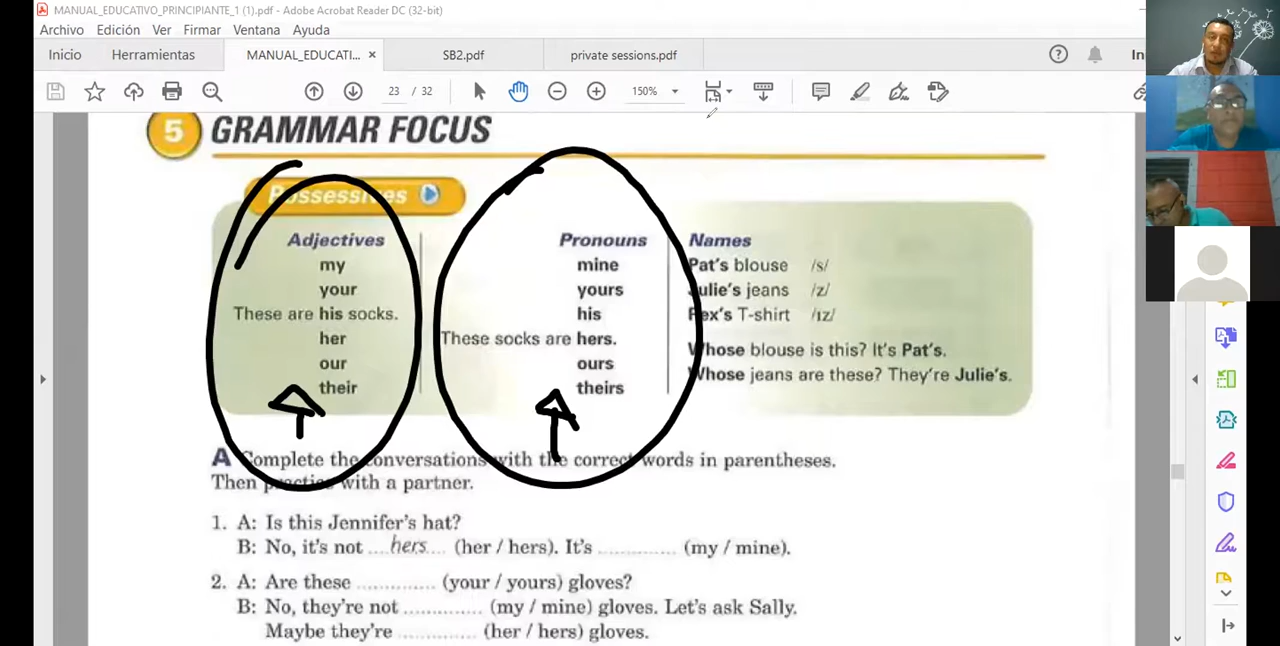 MANUAL_EDUCATIVO_PRINCIPIANTE_1 (1).pdf - Adobe Acrobat Reader DC (32-bit)
Archivo Edición Ver Firmar Ventana Ayuda
Inicio Herramientas MANUAL_EDUCATI... × SB2.pdf private sessions.pdf ? In
23 / 32 150%
5 GRAMMAR FOCUS
Possessives
Adjectives Pronouns Names
my mine Pat's blouse /s/
your yours Julie's jeans /z/
These are his socks. his Rex's T-shirt /ɪz/
her These socks are hers.
our ours Whose blouse is this? It's Pat's.
their theirs Whose jeans are these? They're Julie's.
A Complete the conversations with the correct words in parentheses.
Then practice with a partner.
1. A: Is this Jennifer's hat?
B: No, it's not ....hers.... (her / hers). It's ............. (my / mine).
2. A: Are these ............. (your / yours) gloves?
B: No, they're not ............. (my / mine) gloves. Let's ask Sally.
Maybe they're ............. (her / hers) gloves.